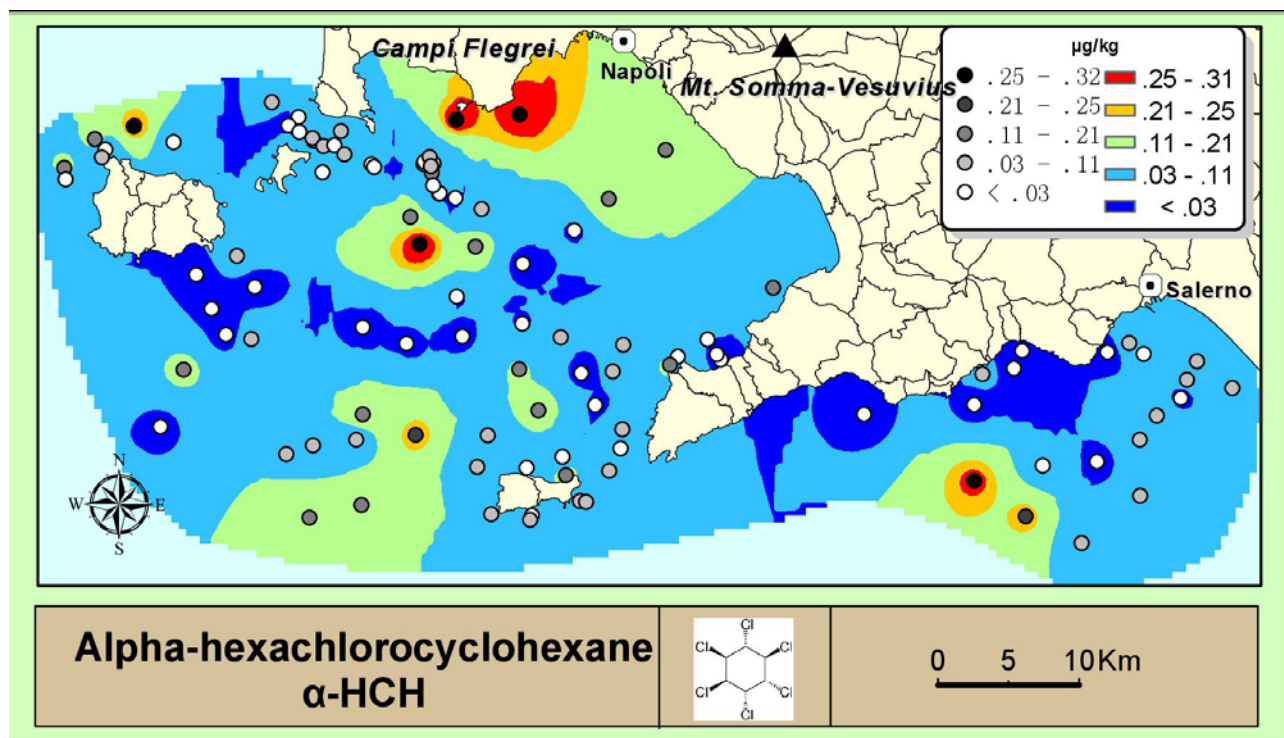 Campi Flegrei
Napoli
Mt. Somma-Vesuvius
µg/kg
.25 - .32 .25 - .31
.21 - .25 .21 - .25
.11 - .21 .11 - .21
.03 - .11 .03 - .11
< .03 < .03
Salerno
N
W E
S
Alpha-hexachlorocyclohexane
α-HCH
Cl
Cl Cl
Cl Cl
Cl
0 5 10 Km